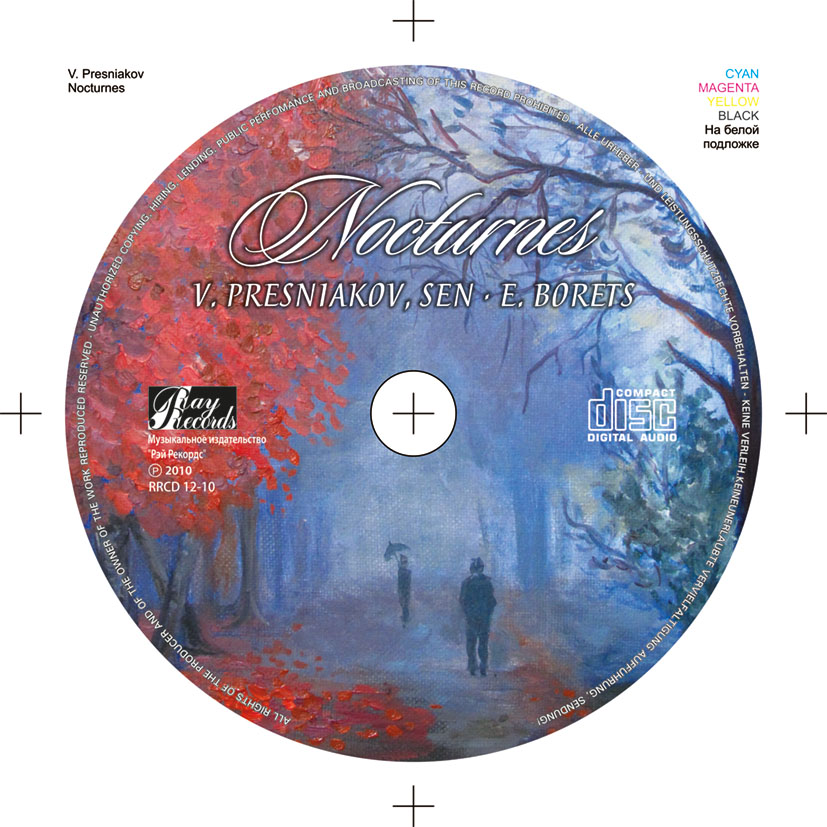 V. Presniakov
Nocturnes
CYAN
MAGENTA
YELLOW
BLACK
На белой
подложке
ALL RIGHTS OF THE PRODUCER AND OF THE OWNER OF THE WORK REPRODUCED RESERVED · UNAUTHORIZED COPYING, HIRING, LENDING, PUBLIC PERFOMANCE AND BROADCASTING OF THIS RECORD PROHIBITED · ALLE URHEBER - UND LEISTUNGSSCHUTZRECHTE VORBEHALTEN - KEINE VERLEIH,KEINEUNERLAUBTE VERVIELFALTIGUNG AUFFUHRUNG, SENDUNG!
Nocturnes
V. PRESNIAKOV, SEN · E. BORETS
Ray
Records
Музыкальное издательство
"Рэй Рекордс"
℗ 2010
RRCD 12-10
COMPACT
disc
DIGITAL AUDIO